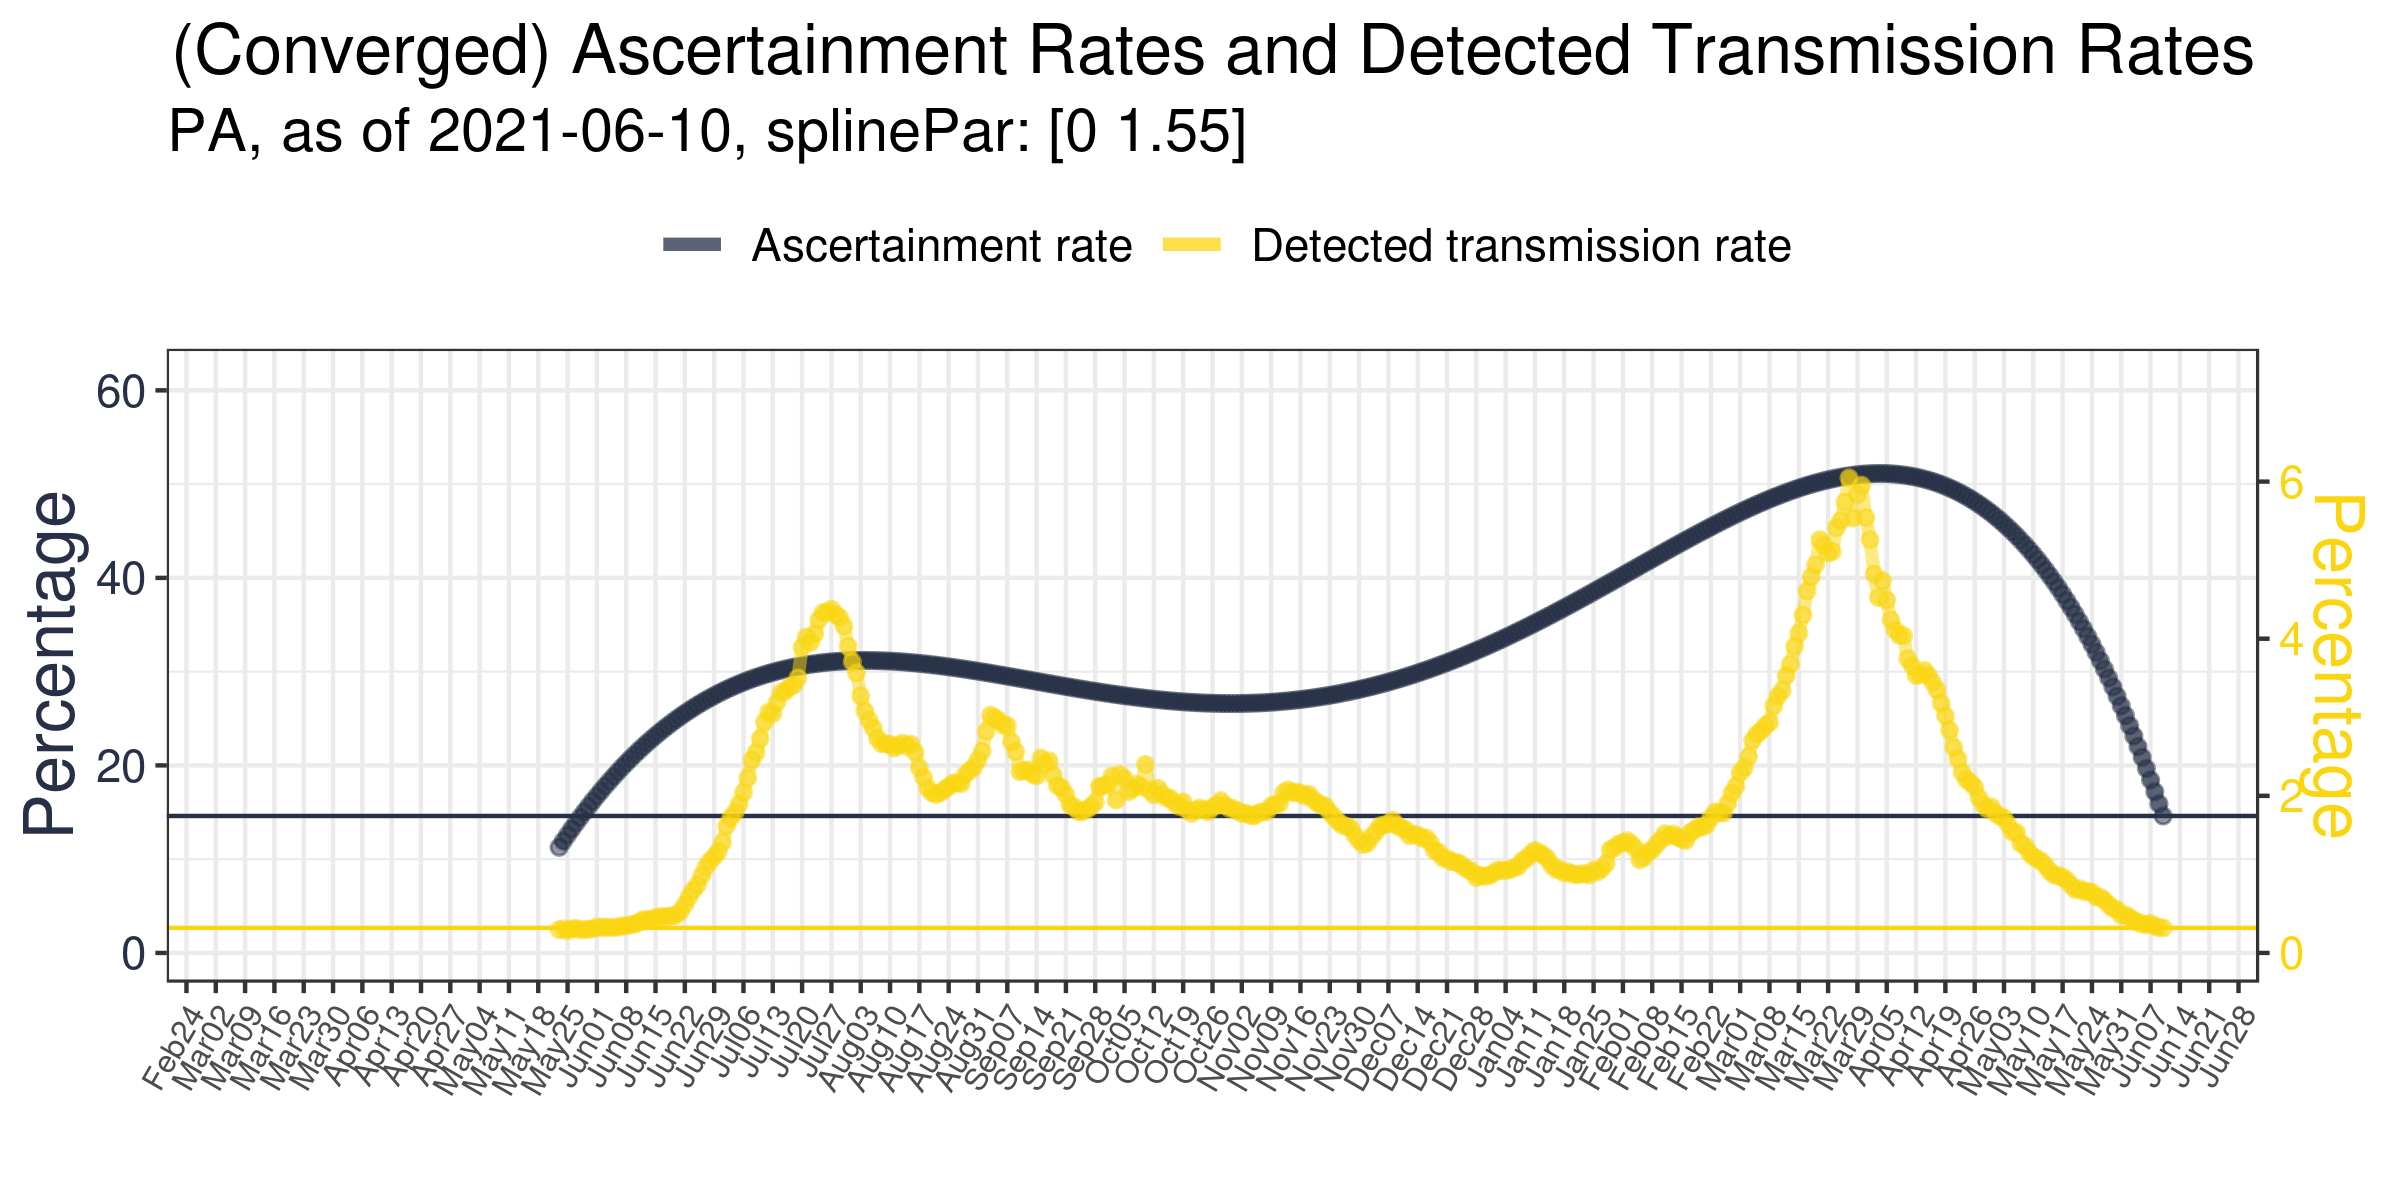 (Converged) Ascertainment Rates and Detected Transmission Rates
PA, as of 2021-06-10, splinePar: [0 1.55]
Ascertainment rate
Detected transmission rate
Percentage
60
40
20
0
6
4
2
0
Percentage
Feb24
Mar02
Mar09
Mar16
Mar23
Mar30
Apr06
Apr13
Apr20
Apr27
May04
May11
May18
May25
Jun01
Jun08
Jun15
Jun22
Jun29
Jul06
Jul13
Jul20
Jul27
Aug03
Aug10
Aug17
Aug24
Aug31
Sep07
Sep14
Sep21
Sep28
Oct05
Oct12
Oct19
Oct26
Nov02
Nov09
Nov16
Nov23
Nov30
Dec07
Dec14
Dec21
Dec28
Jan04
Jan11
Jan18
Jan25
Feb01
Feb08
Feb15
Feb22
Mar01
Mar08
Mar15
Mar22
Mar29
Apr05
Apr12
Apr19
Apr26
May03
May10
May17
May24
May31
Jun07
Jun14
Jun21
Jun28